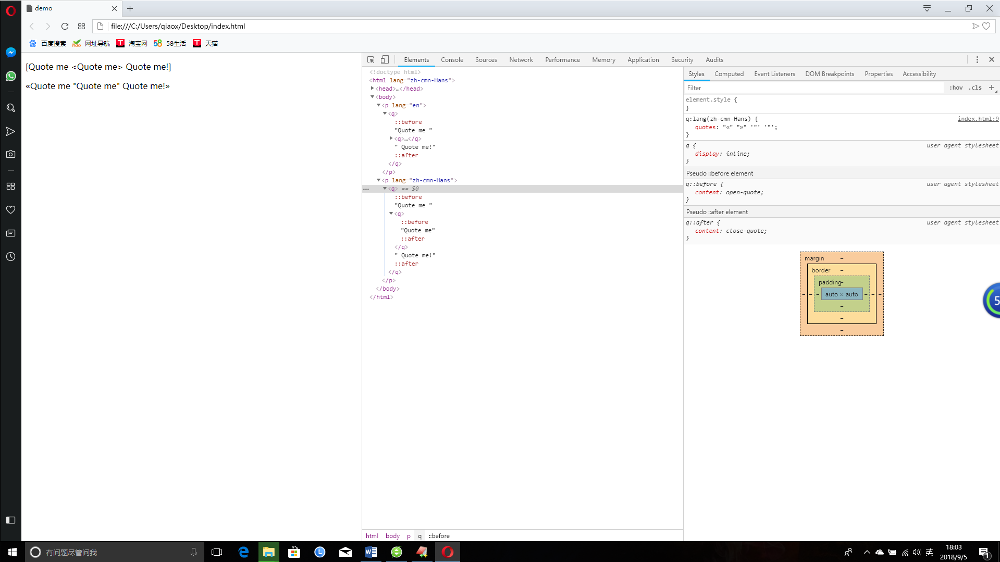 demo
file:///C:/Users/qiaox/Desktop/index.html
百度搜索 网址导航 淘宝网 58生活 天猫
[Quote me <Quote me> Quote me!]
«Quote me "Quote me" Quote me!»
Elements Console Sources Network Performance Memory Application Security Audits
<!doctype html>
<html lang="zh-cmn-Hans">
<head>…</head>
<body>
<p lang="en">
<q>
::before
"Quote me "
<q>…</q>
" Quote me!"
::after
</q>
</p>
<p lang="zh-cmn-Hans">
<q> == $0
::before
"Quote me "
<q>
::before
"Quote me"
::after
</q>
" Quote me!"
::after
</q>
</p>
</body>
</html>
html body p q ::before
Styles Computed Event Listeners DOM Breakpoints Properties Accessibility
Filter :hov .cls +
element.style {
}
q:lang(zh-cmn-Hans) { index.html:9
quotes: "«" "»" '"' '"';
}
q { user agent stylesheet
display: inline;
}
Pseudo ::before element
q::before { user agent stylesheet
content: open-quote;
}
Pseudo ::after element
q::after { user agent stylesheet
content: close-quote;
}
margin –
border –
padding –
– – – auto × auto – – –
–
–
–
5
有问题尽管问我
英
18:03
2018/9/5
1